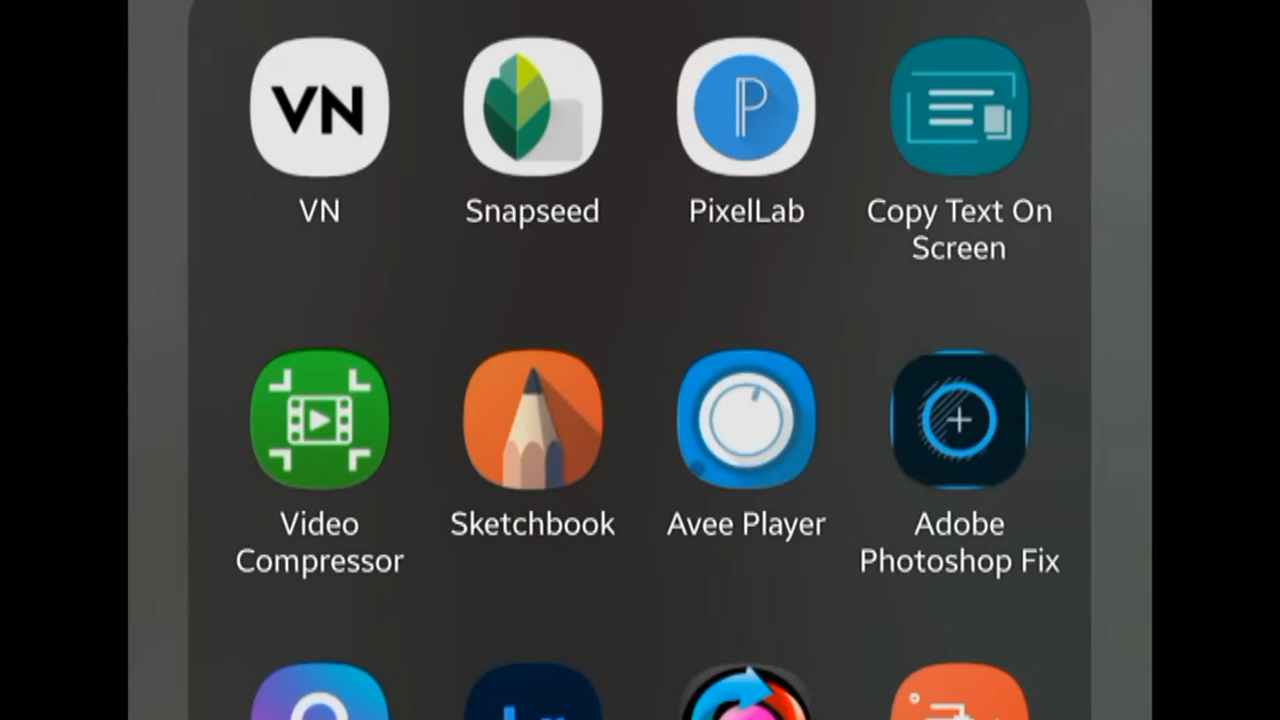 VN
VN
Snapseed
PixelLab
Copy Text On
Screen
Video
Compressor
Sketchbook
Avee Player
Adobe
Photoshop Fix